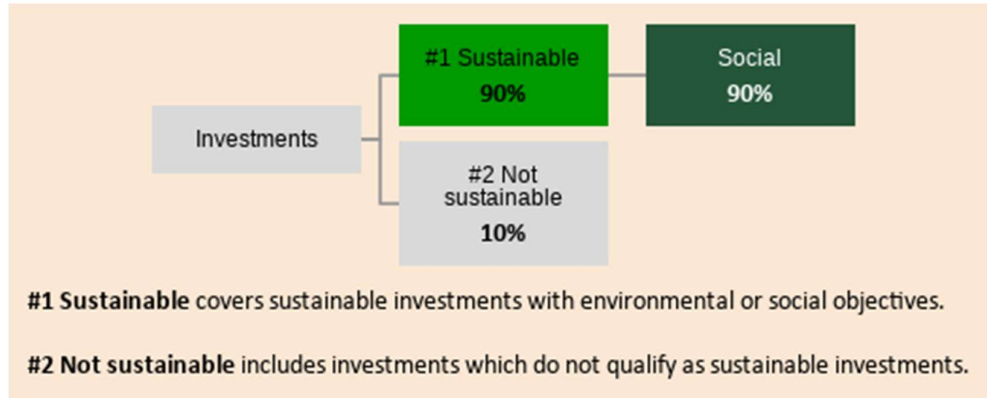 #1 Sustainable
90%
Social
90%
Investments
#2 Not
sustainable
10%
#1 Sustainable covers sustainable investments with environmental or social objectives.
#2 Not sustainable includes investments which do not qualify as sustainable investments.